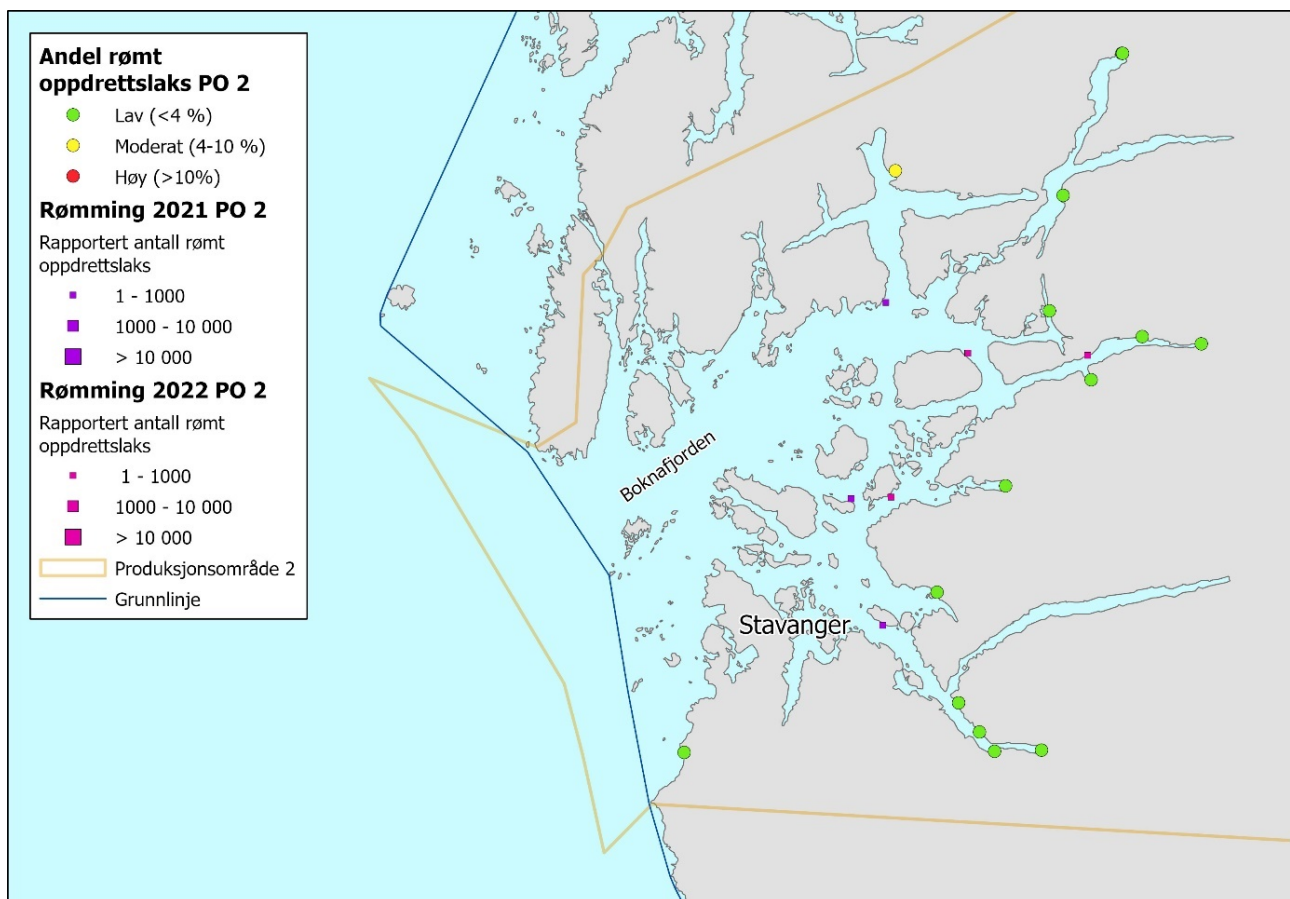 Andel rømt
oppdrettslaks PO 2
Lav (<4 %)
Moderat (4-10 %)
Høy (>10%)
Rømming 2021 PO 2
Rapportert antall rømt
oppdrettslaks
1 - 1000
1000 - 10 000
> 10 000
Rømming 2022 PO 2
Rapportert antall rømt
oppdrettslaks
1 - 1000
1000 - 10 000
> 10 000
Produksjonsområde 2
Grunnlinje
Boknafjorden
Stavanger